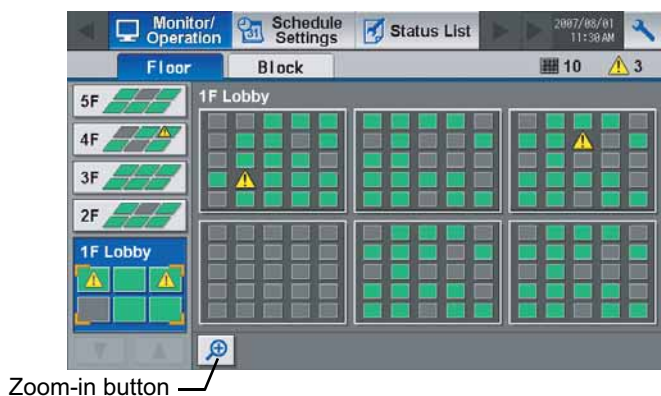 Monitor/
Operation
Schedule
Settings
Status List
2007/08/01
11:30AM
31
Floor
Block
10
3
5F
1F Lobby
4F
3F
2F
1F Lobby
Zoom-in button